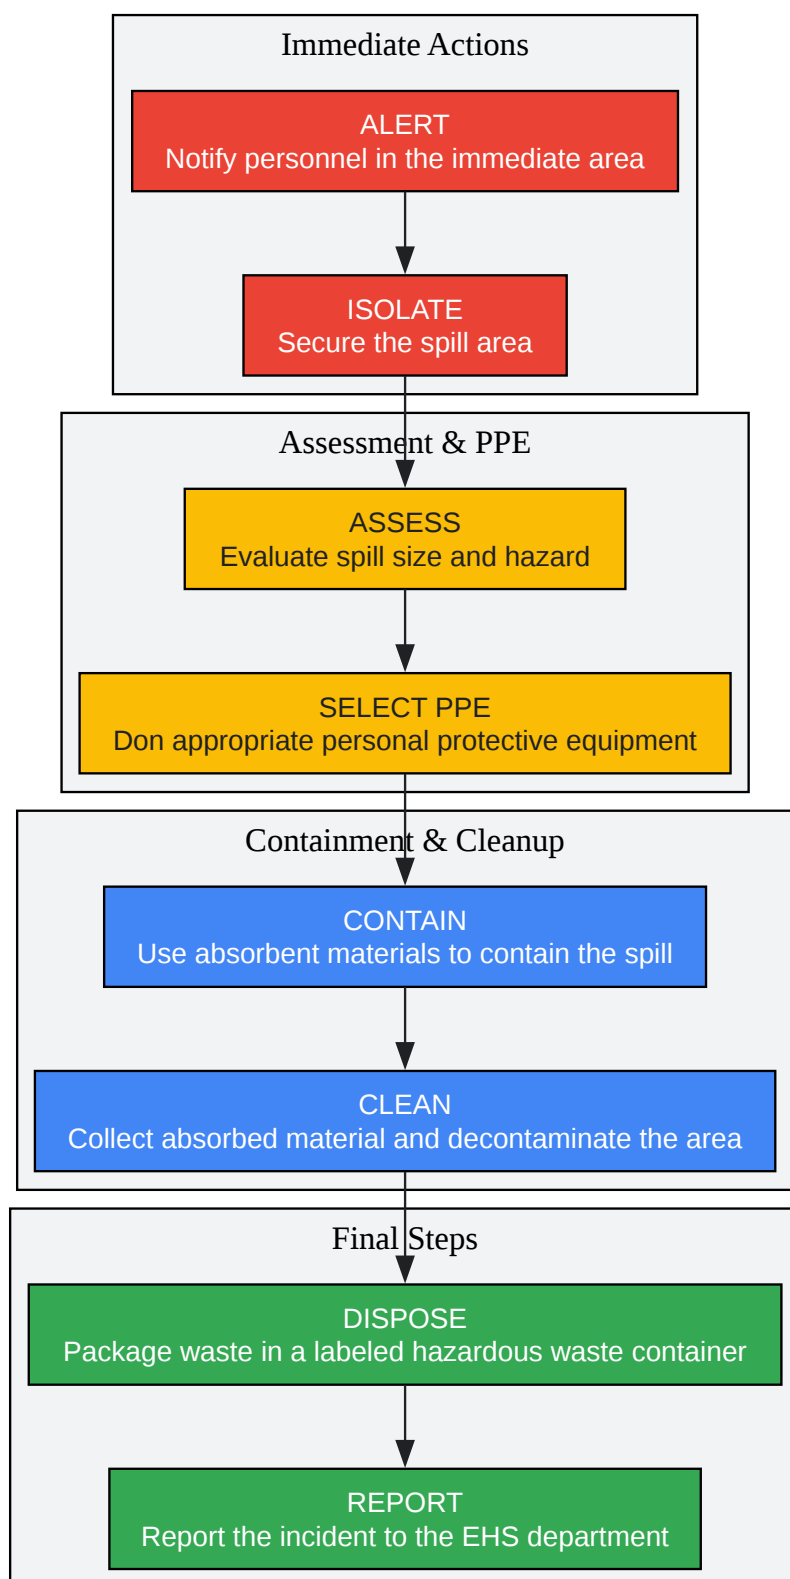 Immediate Actions
ALERT
Notify personnel in the immediate area
ISOLATE
Secure the spill area
Assessment & PPE
ASSESS
Evaluate spill size and hazard
SELECT PPE
Don appropriate personal protective equipment
Containment & Cleanup
CONTAIN
Use absorbent materials to contain the spill
CLEAN
Collect absorbed material and decontaminate the area
Final Steps
DISPOSE
Package waste in a labeled hazardous waste container
REPORT
Report the incident to the EHS department